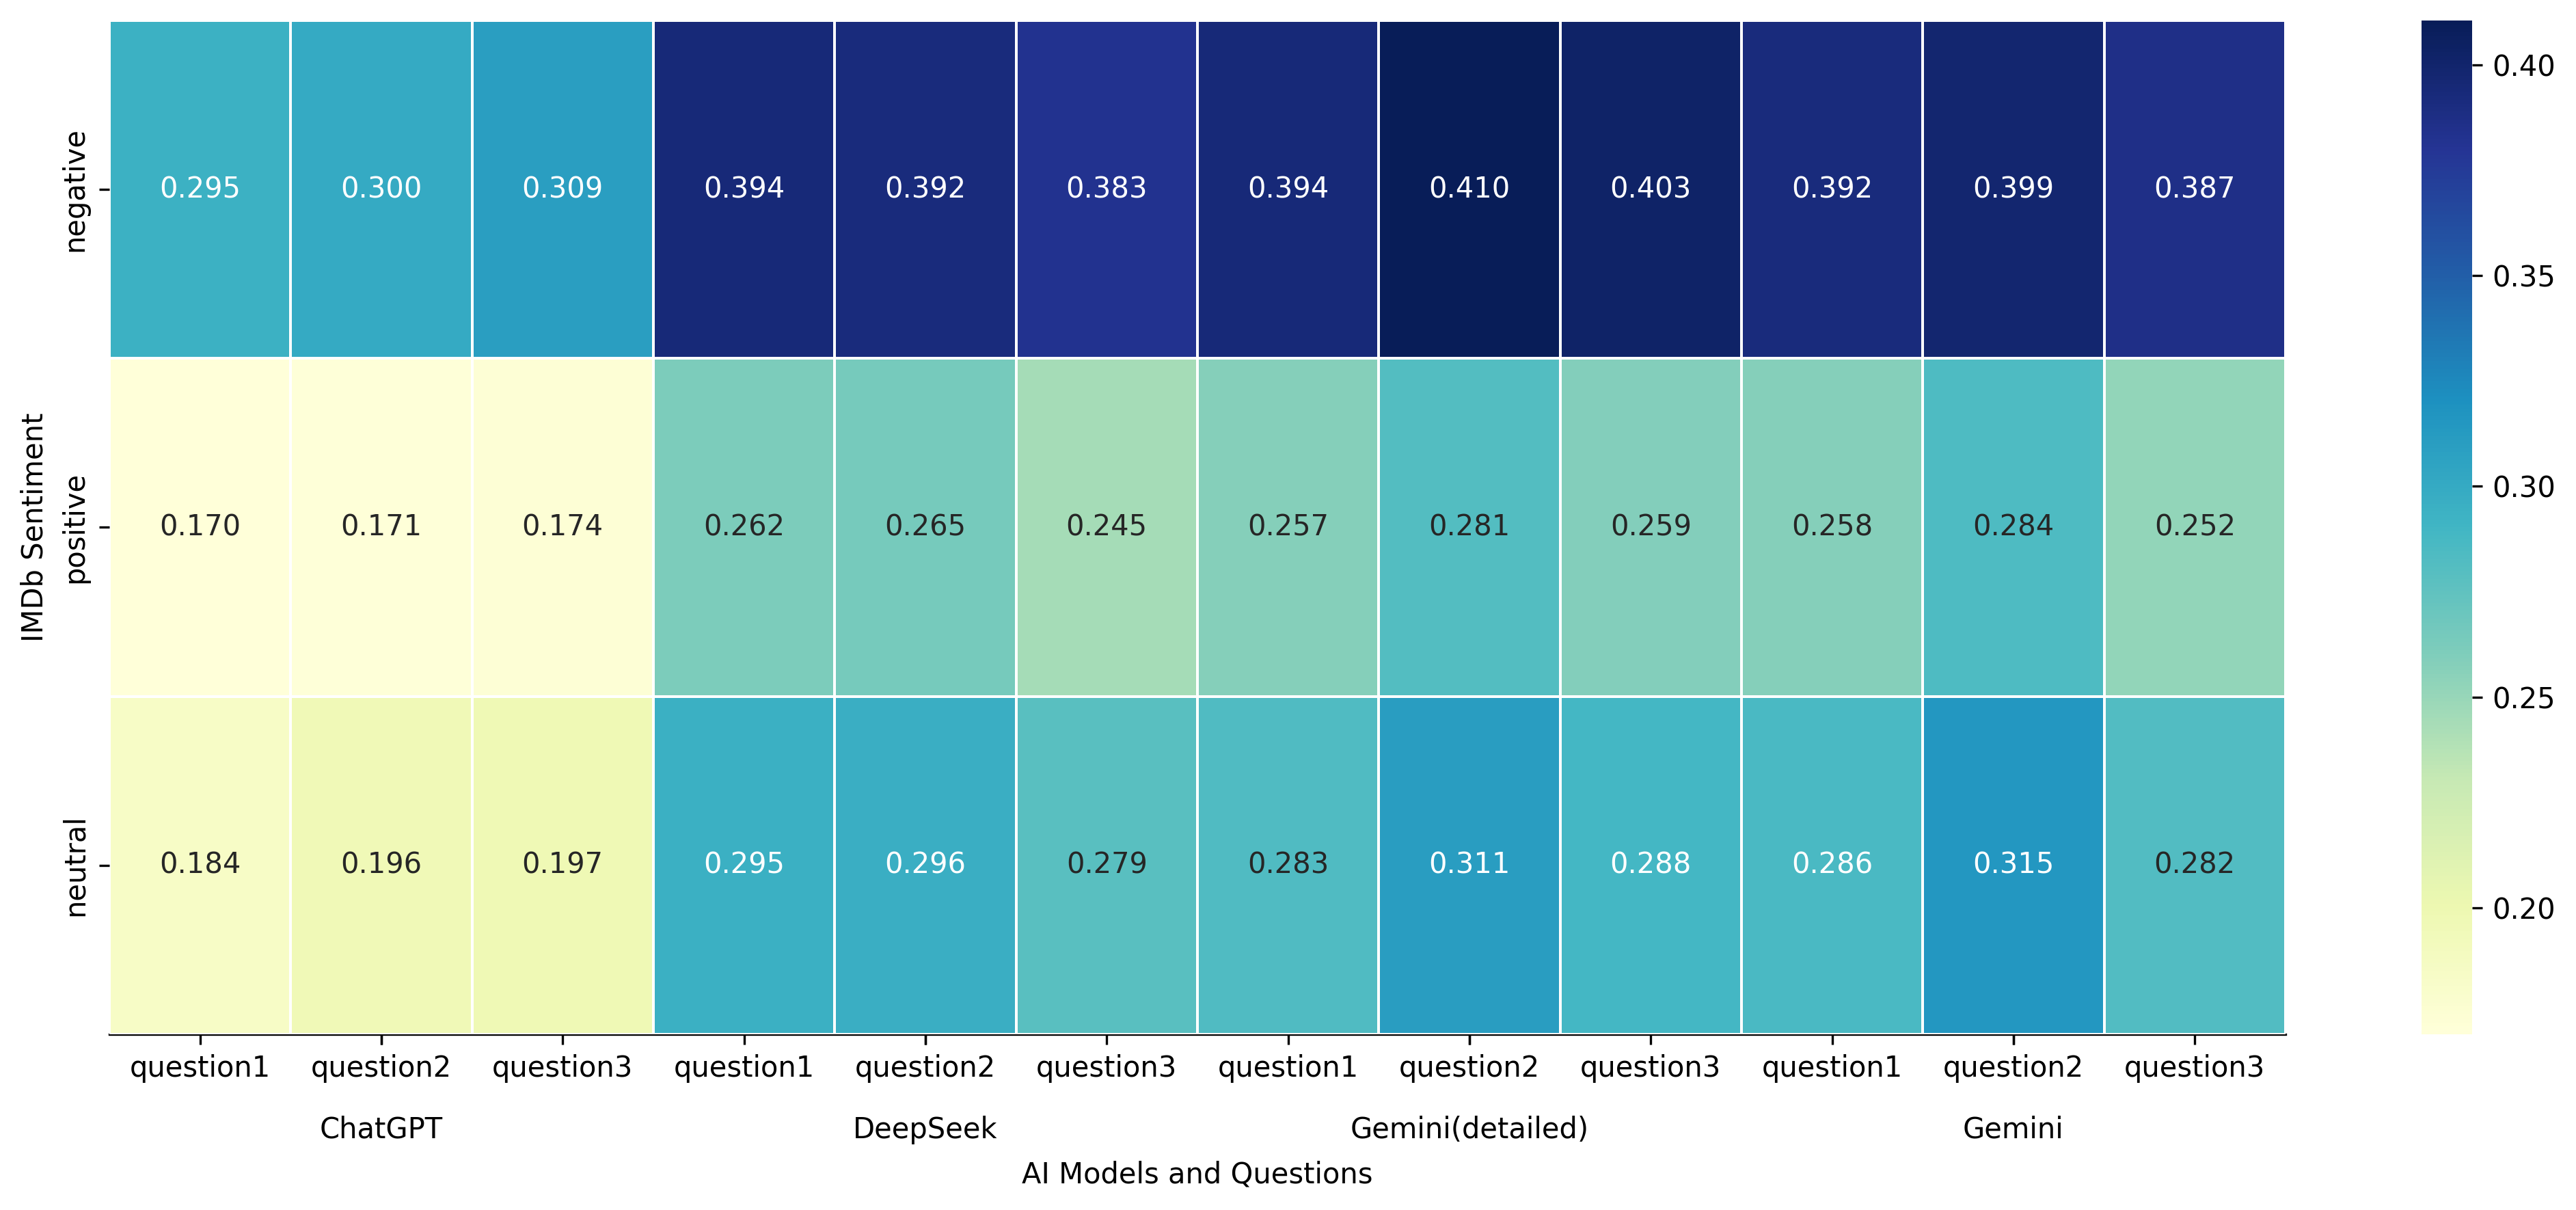 0.40
negative
0.295 0.300 0.309 0.394 0.392 0.383 0.394 0.410 0.403 0.392 0.399 0.387
0.35
0.30
IMDb Sentiment
positive
0.170 0.171 0.174 0.262 0.265 0.245 0.257 0.281 0.259 0.258 0.284 0.252
0.25
neutral
0.184 0.196 0.197 0.295 0.296 0.279 0.283 0.311 0.288 0.286 0.315 0.282
0.20
question1 question2 question3 question1 question2 question3 question1 question2 question3 question1 question2 question3
ChatGPT DeepSeek Gemini(detailed) Gemini
AI Models and Questions